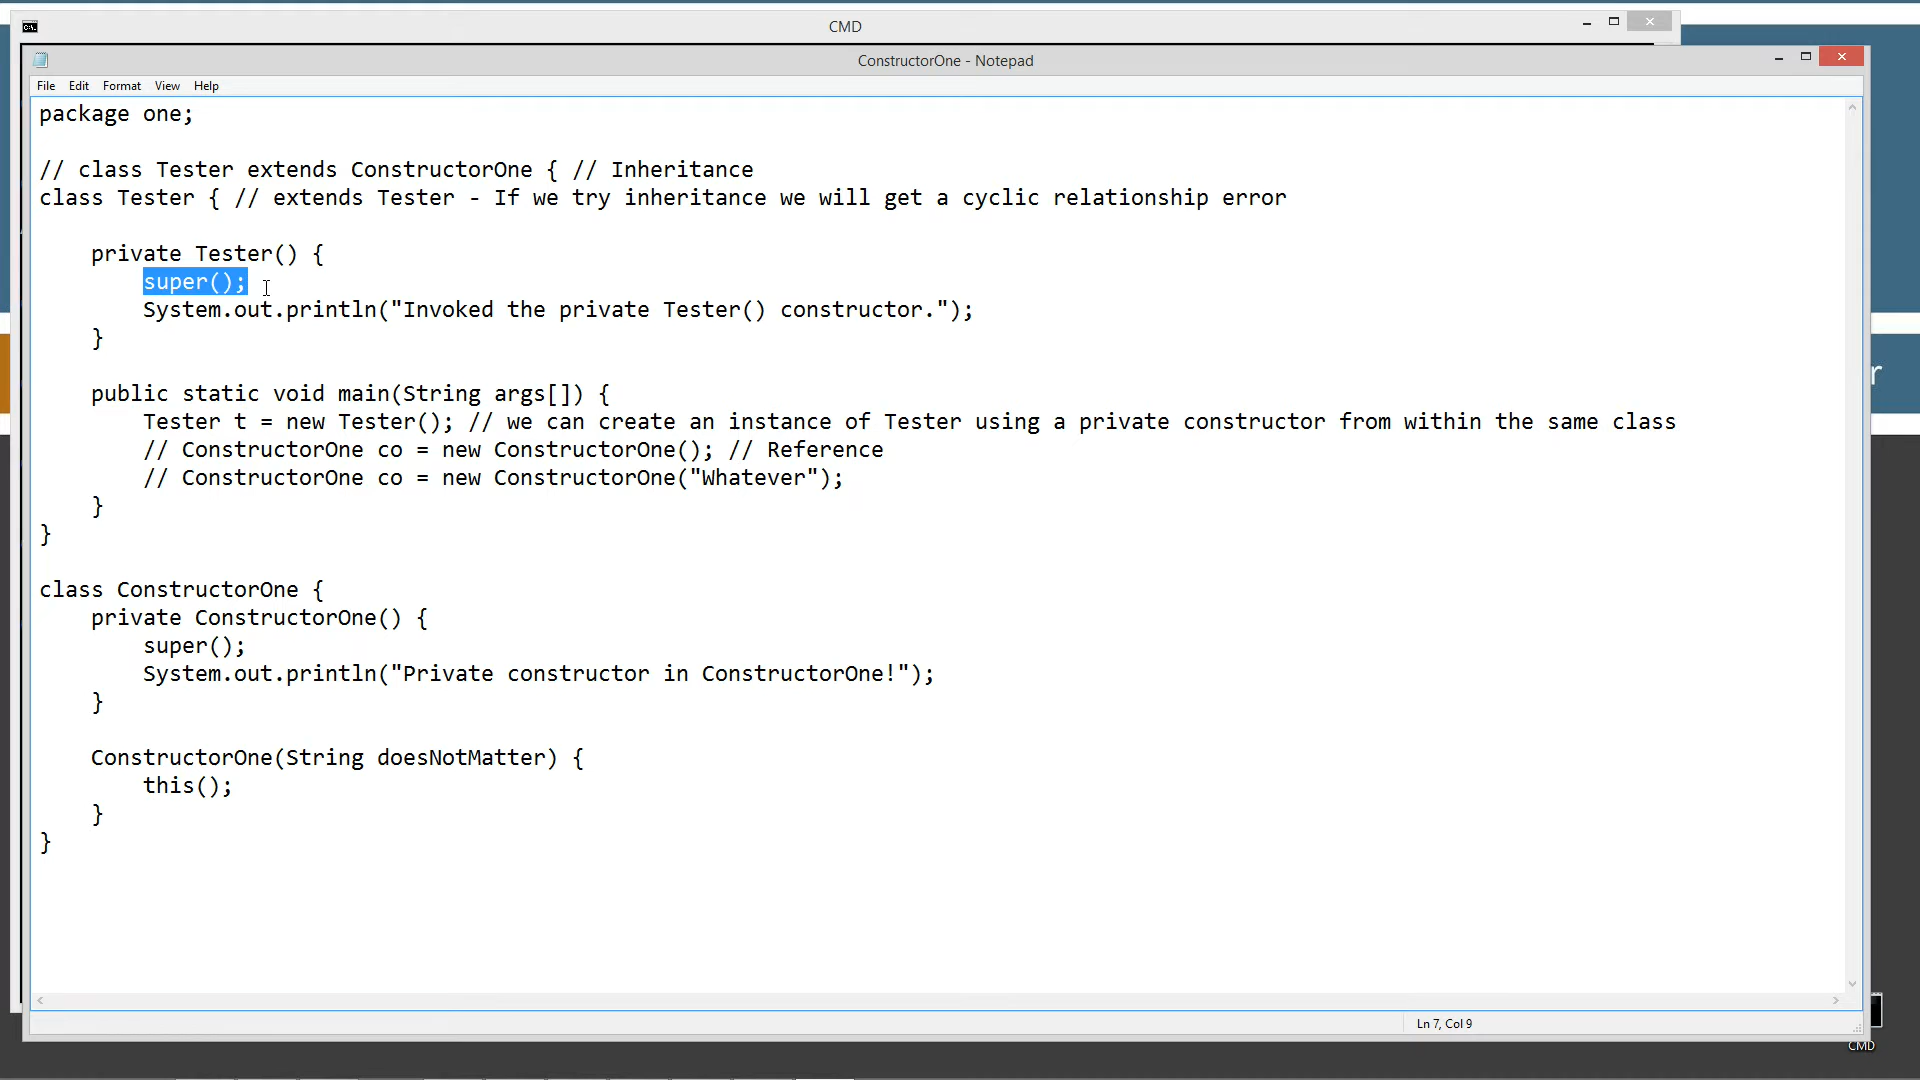 CMD
ConstructorOne - Notepad
File Edit Format View Help
package one;
// class Tester extends ConstructorOne { // Inheritance
class Tester { // extends Tester - If we try inheritance we will get a cyclic relationship error
private Tester() {
super();
System.out.println("Invoked the private Tester() constructor.");
}
public static void main(String args[]) {
Tester t = new Tester(); // we can create an instance of Tester using a private constructor from within the same class
// ConstructorOne co = new ConstructorOne(); // Reference
// ConstructorOne co = new ConstructorOne("Whatever");
}
}
class ConstructorOne {
private ConstructorOne() {
super();
System.out.println("Private constructor in ConstructorOne!");
}
ConstructorOne(String doesNotMatter) {
this();
}
}
Ln 7, Col 9
CMD